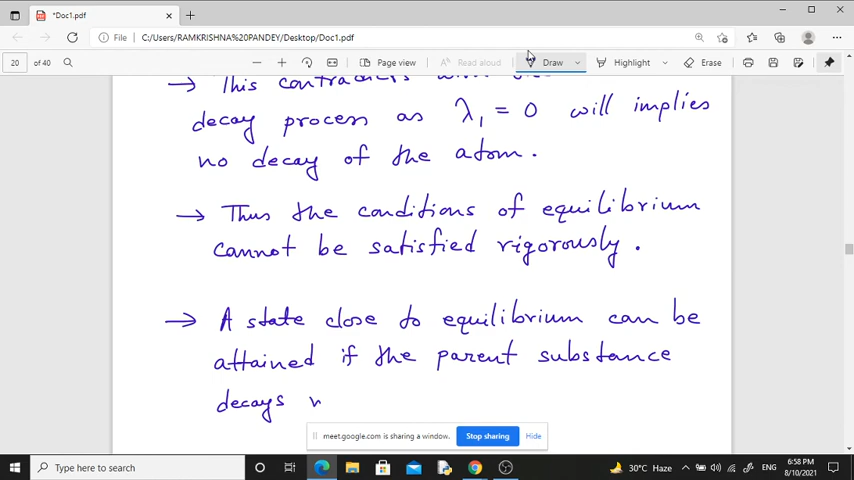 *Doc1.pdf
File
C:/Users/RAMKRISHNA%20PANDEY/Desktop/Doc1.pdf
20 of 40
Page view
Read aloud
Draw
Highlight
Erase
→ This contradicts
decay process as λ₁ = 0 will implies
no decay of the atom.
→ Thus the conditions of equilibrium
cannot be satisfied rigorously.
→ A state close to equilibrium can be
attained if the parent substance
decays
meet.google.com is sharing a window.
Stop sharing
Hide
Type here to search
30°C Haze
ENG
6:58 PM
8/10/2021